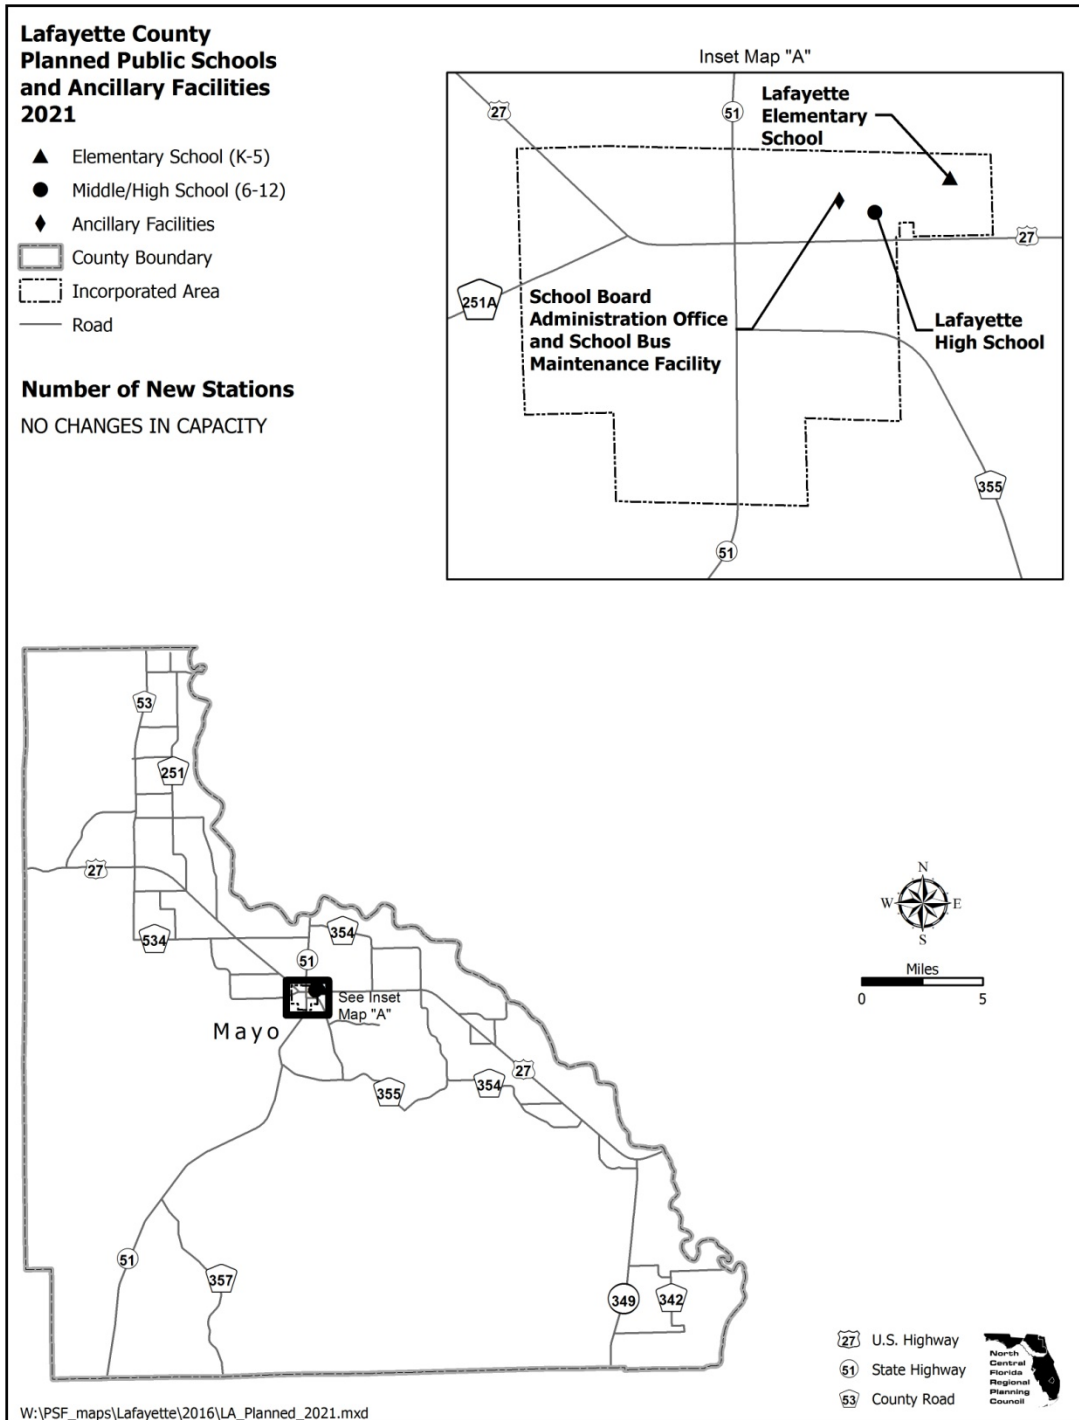 Lafayette County
Planned Public Schools
and Ancillary Facilities
2021
Elementary School (K-5)
Middle/High School (6-12)
Ancillary Facilities
County Boundary
Incorporated Area
Road
Number of New Stations
NO CHANGES IN CAPACITY
Inset Map "A"
27
51
Lafayette
Elementary
School
27
251A
School Board
Administration Office
and School Bus
Maintenance Facility
Lafayette
High School
355
51
53
251
27
534
354
51
See Inset
Map "A"
Mayo
27
355
354
51
357
349
342
N
W
E
S
Miles
0
5
27 U.S. Highway
51 State Highway
53 County Road
North
Central
Florida
Regional
Planning
Council
W:\PSF_maps\Lafayette\2016\LA_Planned_2021.mxd